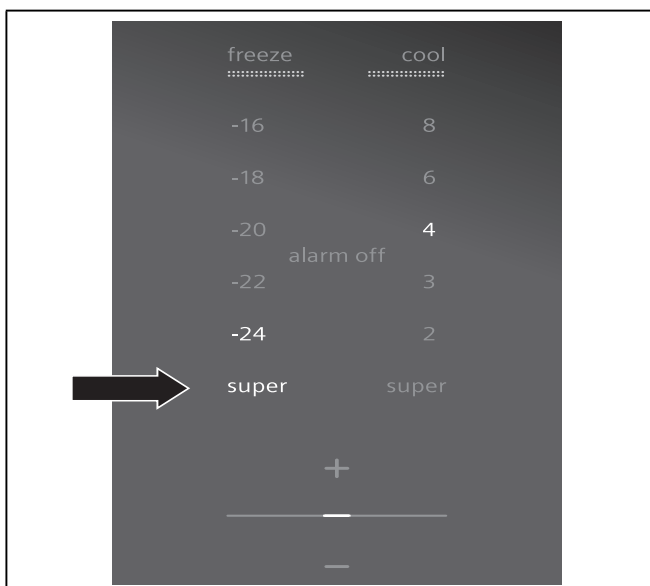 freeze cool
-16 8
-18 6
-20 4
alarm off
-22 3
-24 2
super super
+
−